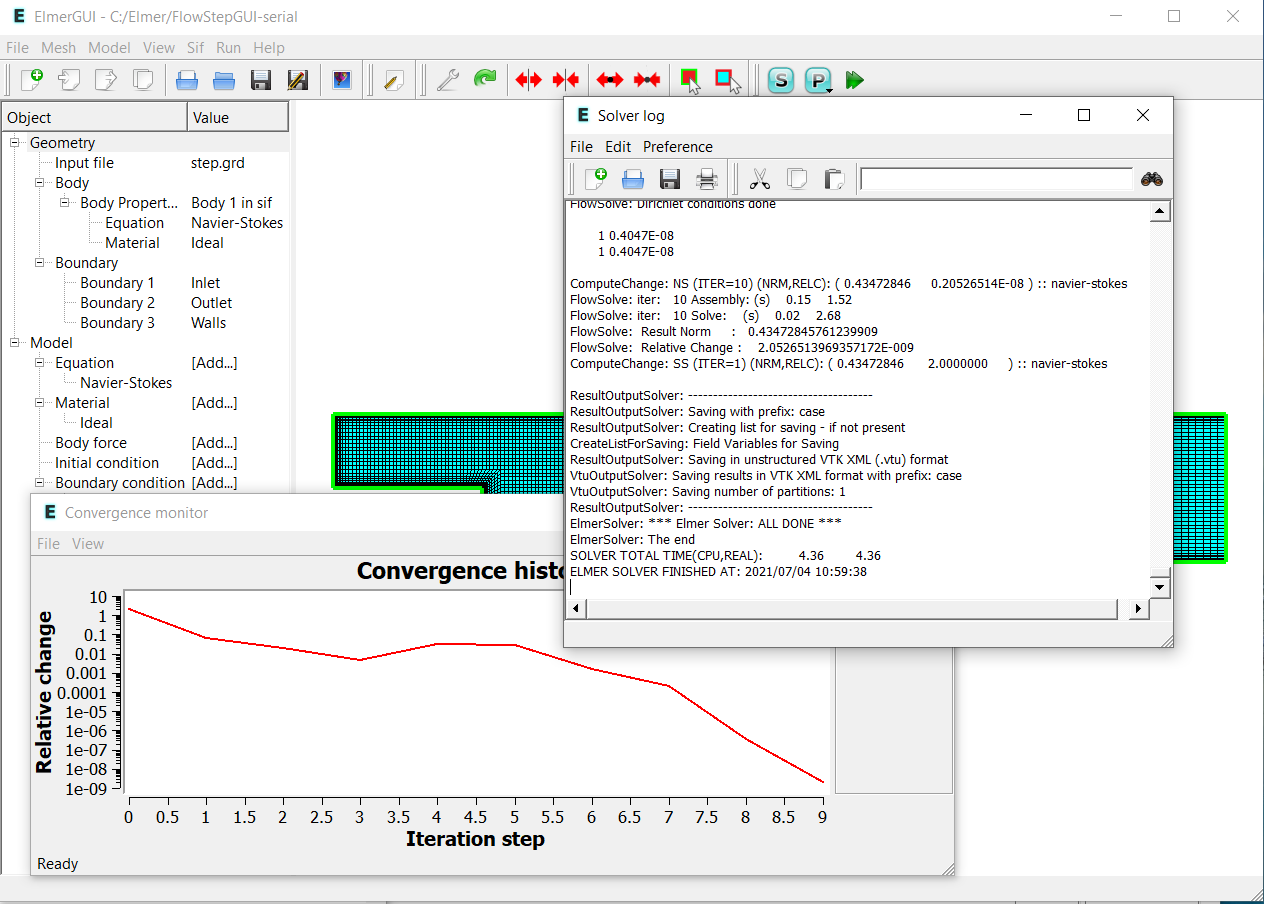 ElmerGUI - C:/Elmer/FlowStepGUI-serial
File Mesh Model View Sif Run Help
S P
Object Value
Geometry
Input file step.grd
Body
Body Propert... Body 1 in sif
Equation Navier-Stokes
Material Ideal
Boundary
Boundary 1 Inlet
Boundary 2 Outlet
Boundary 3 Walls
Model
Equation [Add...]
Navier-Stokes
Material [Add...]
Ideal
Body force [Add...]
Initial condition [Add...]
Boundary condition [Add...]
Solver log
File Edit Preference
FlowSolve: Dirichlet conditions done
1 0.4047E-08
1 0.4047E-08
ComputeChange: NS (ITER=10) (NRM,RELC): ( 0.43472846 0.20526514E-08 ) :: navier-stokes
FlowSolve: iter: 10 Assembly: (s) 0.15 1.52
FlowSolve: iter: 10 Solve: (s) 0.02 2.68
FlowSolve: Result Norm : 0.43472845761239909
FlowSolve: Relative Change : 2.0526513969357172E-009
ComputeChange: SS (ITER=1) (NRM,RELC): ( 0.43472846 2.0000000 ) :: navier-stokes
ResultOutputSolver: -------------------------------------
ResultOutputSolver: Saving with prefix: case
ResultOutputSolver: Creating list for saving - if not present
CreateListForSaving: Field Variables for Saving
ResultOutputSolver: Saving in unstructured VTK XML (.vtu) format
VtuOutputSolver: Saving results in VTK XML format with prefix: case
VtuOutputSolver: Saving number of partitions: 1
ResultOutputSolver: -------------------------------------
ElmerSolver: *** Elmer Solver: ALL DONE ***
ElmerSolver: The end
SOLVER TOTAL TIME(CPU,REAL): 4.36 4.36
ELMER SOLVER FINISHED AT: 2021/07/04 10:59:38
Convergence monitor
File View
Convergence histo
Relative change
10
1
0.1
0.01
0.001
0.0001
1e-05
1e-06
1e-07
1e-08
1e-09
0 0.5 1 1.5 2 2.5 3 3.5 4 4.5 5 5.5 6 6.5 7 7.5 8 8.5 9
Iteration step
Ready